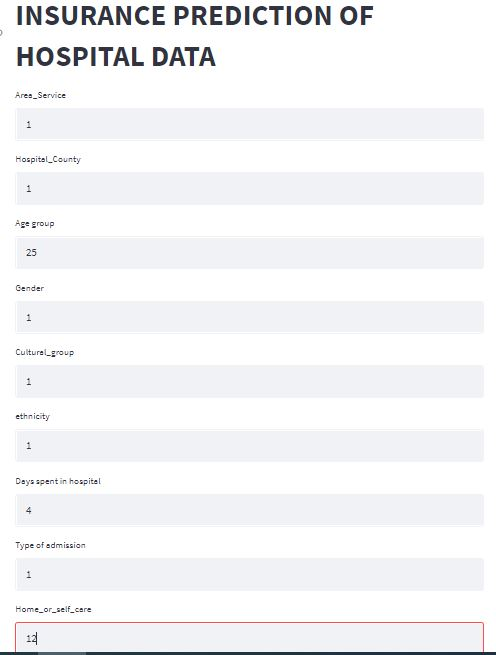 INSURANCE PREDICTION OF
HOSPITAL DATA
Area_Service
1
Hospital_County
1
Age group
25
Gender
1
Cultural_group
1
ethnicity
1
Days spent in hospital
4
Type of admission
1
Home_or_self_care
12